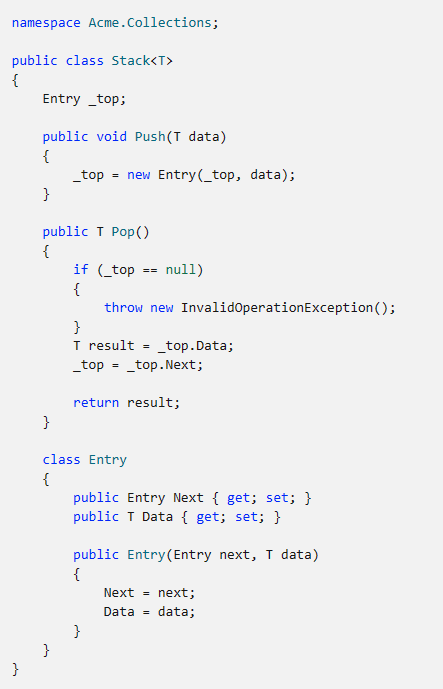 namespace Acme.Collections;

public class Stack<T>
{
    Entry _top;

    public void Push(T data)
    {
        _top = new Entry(_top, data);
    }

    public T Pop()
    {
        if (_top == null)
        {
            throw new InvalidOperationException();
        }
        T result = _top.Data;
        _top = _top.Next;

        return result;
    }

    class Entry
    {
        public Entry Next { get; set; }
        public T Data { get; set; }

        public Entry(Entry next, T data)
        {
            Next = next;
            Data = data;
        }
    }
}